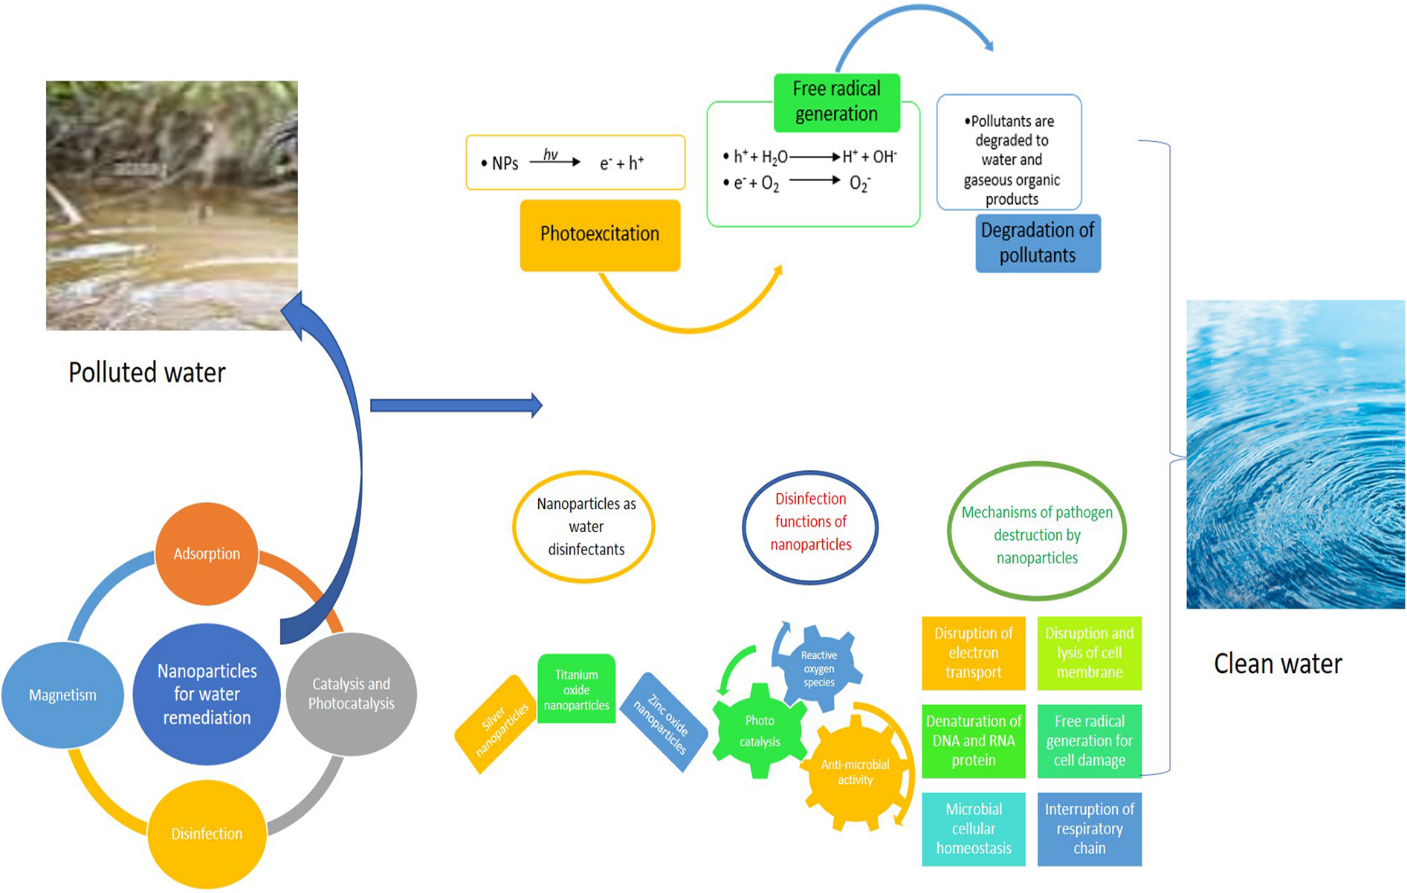 Free radical
generation
• NPs hν e⁻ + h⁺
• h⁺ + H₂O H⁺ + OH⁻
• e⁻ + O₂ O₂⁻
•Pollutants are
degraded to
water and
gaseous organic
products
Photoexcitation
Degradation of
pollutants
Polluted water
Nanoparticles as
water
disinfectants
Disinfection
functions of
nanoparticles
Mechanisms of pathogen
destruction by
nanoparticles
Adsorption
Magnetism
Nanoparticles
for water
remediation
Catalysis and
Photocatalysis
Disinfection
Silver
nanoparticles
Titanium
oxide
nanoparticles
Zinc oxide
nanoparticles
Reactive
oxygen
species
Photo
catalysis
Anti-microbial
activity
Disruption of
electron
transport
Disruption and
lysis of cell
membrane
Denaturation of
DNA and RNA
protein
Free radical
generation for
cell damage
Microbial
cellular
homeostasis
Interruption of
respiratory
chain
Clean water